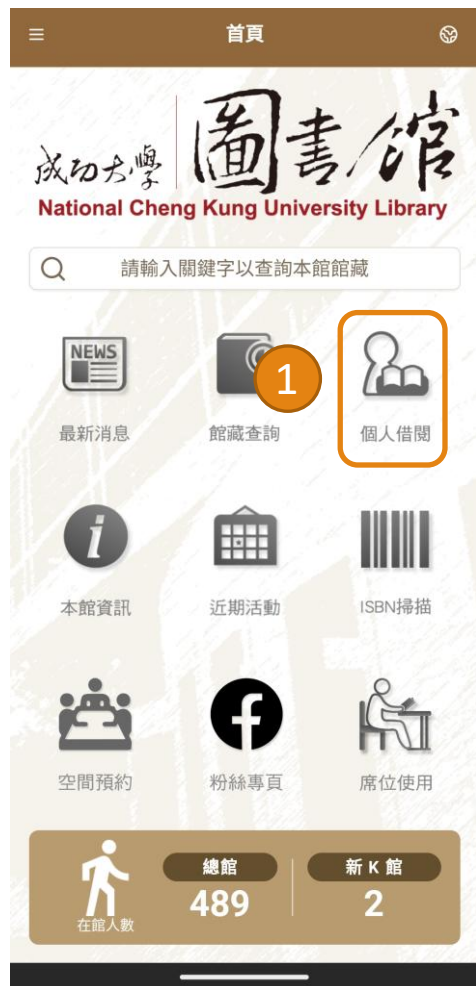 首頁
成功大學 圖書館
National Cheng Kung University Library
請輸入關鍵字以查詢本館館藏
NEWS
1
最新消息 館藏查詢 個人借閱
本館資訊 近期活動 ISBN掃描
空間預約 粉絲專頁 席位使用
總館 新 K 館
489 2
在館人數